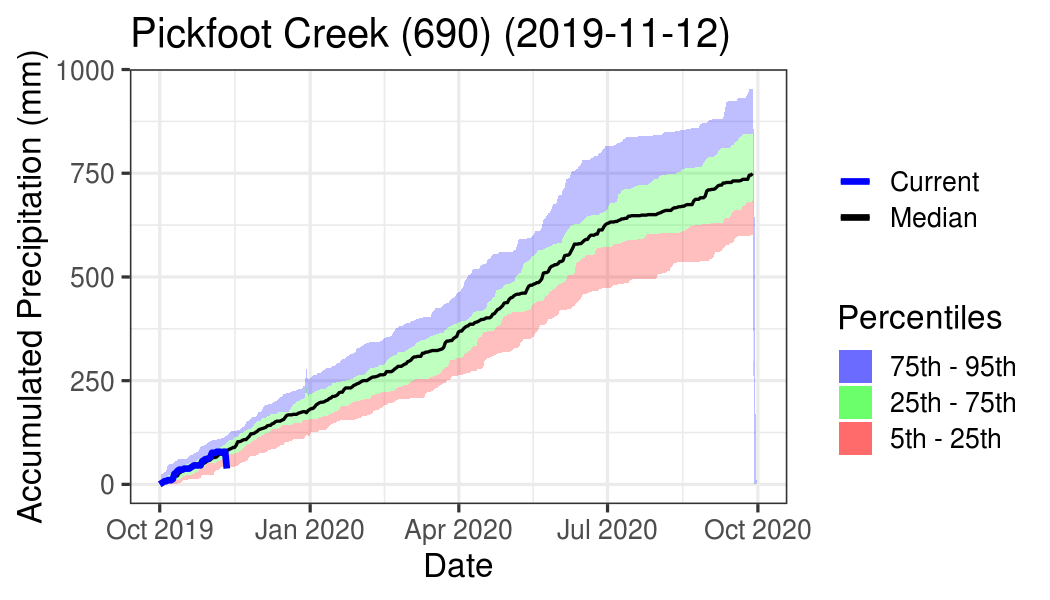 Pickfoot Creek (690) (2019-11-12)
Accumulated Precipitation (mm)
1000
750
500
250
0
Oct 2019
Jan 2020
Apr 2020
Jul 2020
Oct 2020
Date
Current
Median
Percentiles
75th - 95th
25th - 75th
5th - 25th